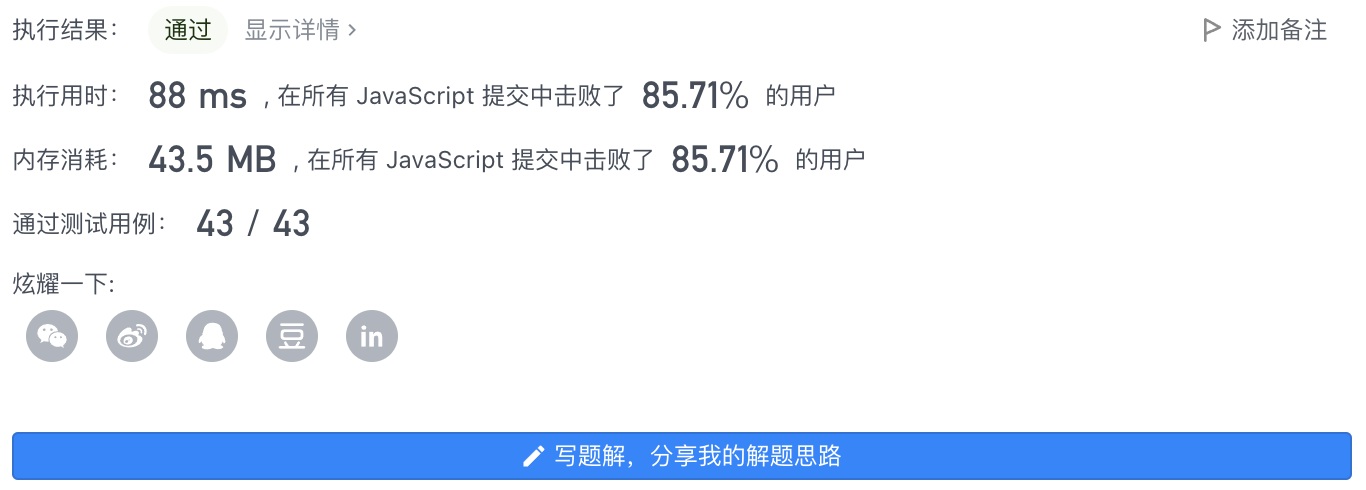 执行结果： 通过 显示详情 › 添加备注
执行用时： 88 ms , 在所有 JavaScript 提交中击败了 85.71% 的用户
内存消耗： 43.5 MB , 在所有 JavaScript 提交中击败了 85.71% 的用户
通过测试用例： 43 / 43
炫耀一下:
豆 in
写题解，分享我的解题思路